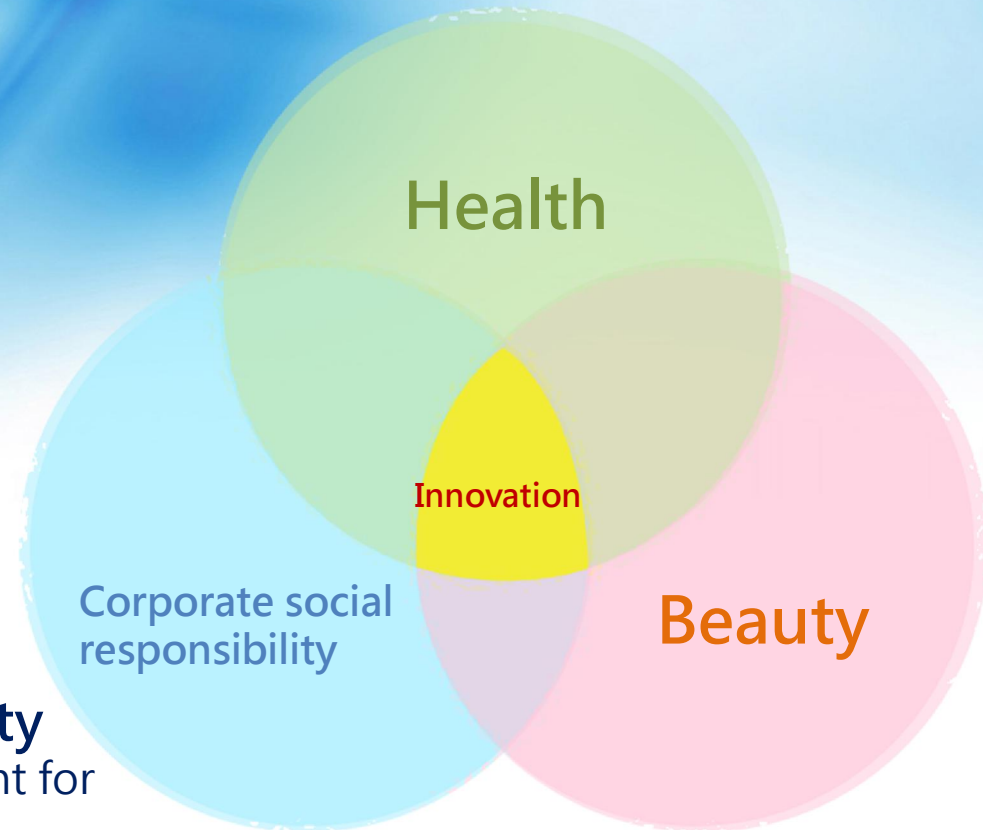 Health
Innovation
Corporate social
responsibility
Beauty
ty
nt for